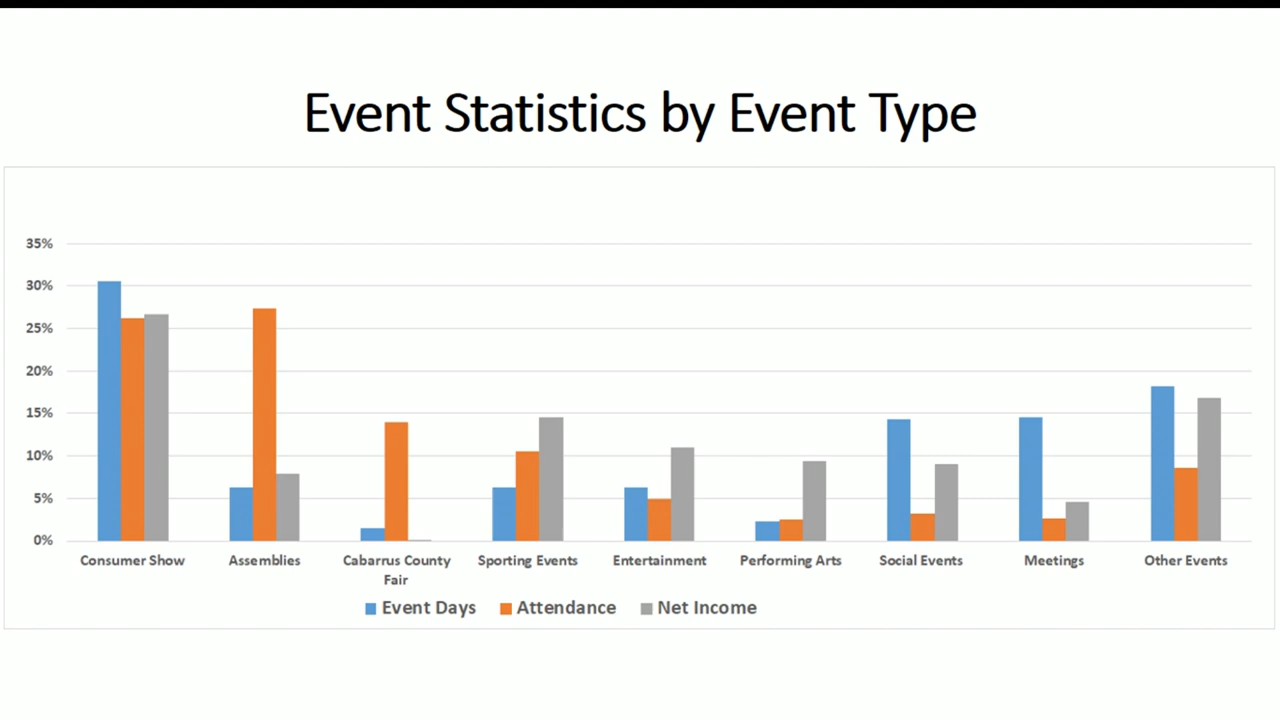 Event Statistics by Event Type
35%
30%
25%
20%
15%
10%
5%
0%
Consumer Show
Assemblies
Cabarrus County
Fair
Sporting Events
Entertainment
Performing Arts
Social Events
Meetings
Other Events
Event Days
Attendance
Net Income